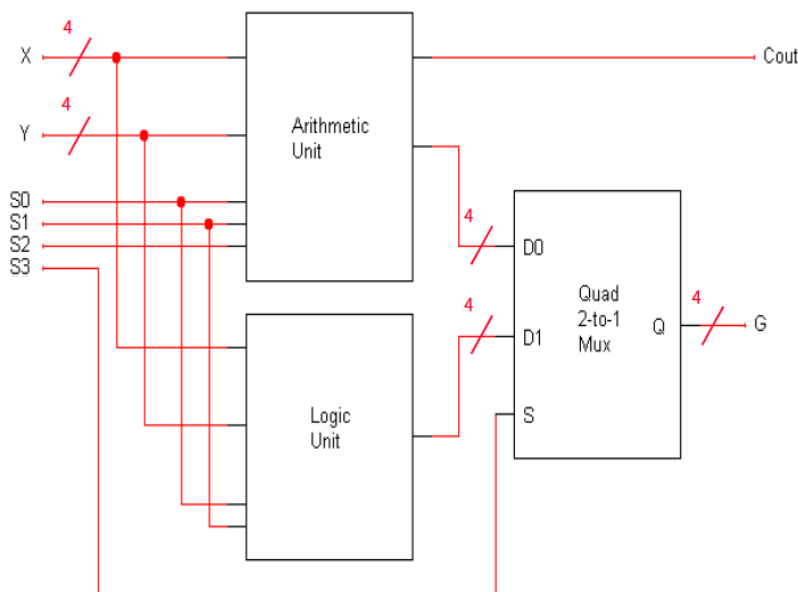 4
X
Cout
4
Y
Arithmetic
Unit
S0
S1
S2
S3
4
D0
Quad
2-to-1
Mux
4
D1
Q
4
G
S
Logic
Unit